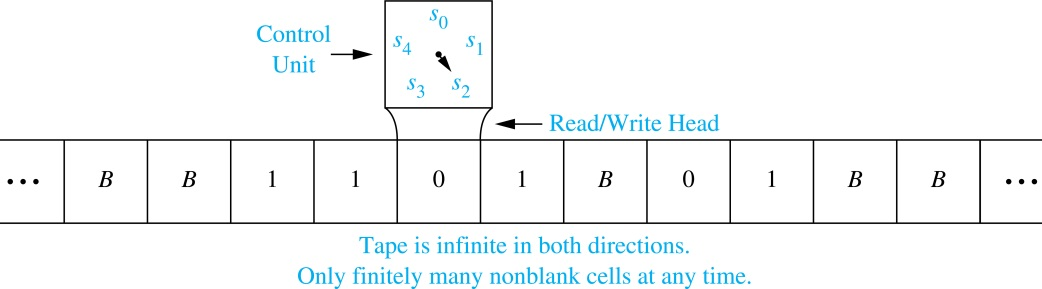 Control
Unit
s0
s4 s1
s3 s2
Read/Write Head
... B B 1 1 0 1 B 0 1 B B ...
Tape is infinite in both directions.
Only finitely many nonblank cells at any time.